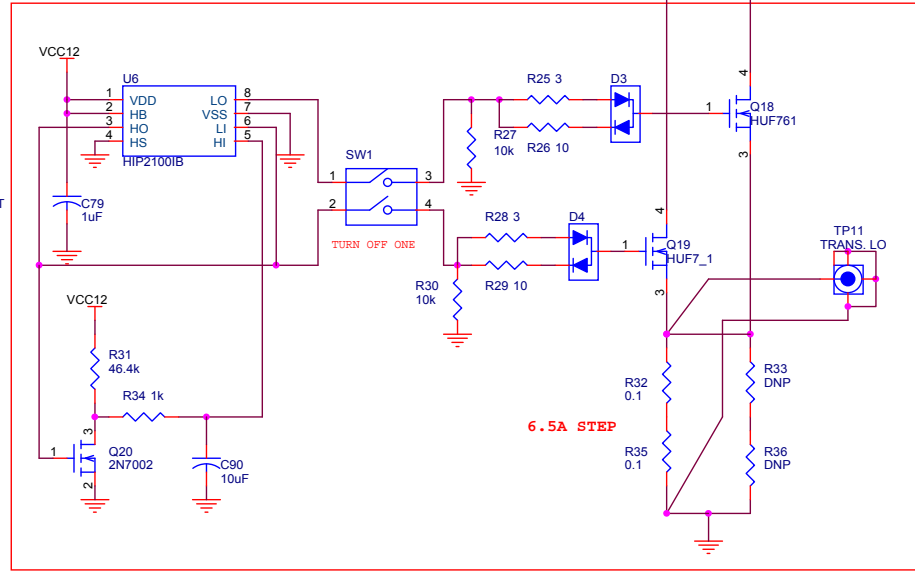 VCC12
U6
1 VDD LO 8
2 HB VSS 7
3 HO LI 6
4 HS HI 5
HIP2100IB
C79
1uF
T
SW1
1 3
2 4
TURN OFF ONE
R25 3
D3
R27
10k
R26 10
1
4
Q18
HUF761
3
R28 3
D4
R30
10k
R29 10
1
4
Q19
HUF7_1
3
TP11
TRANS. LO
VCC12
R31
46.4k
R34 1k
3
1
Q20
2N7002
2
C90
10uF
R32
0.1
R33
DNP
6.5A STEP
R35
0.1
R36
DNP